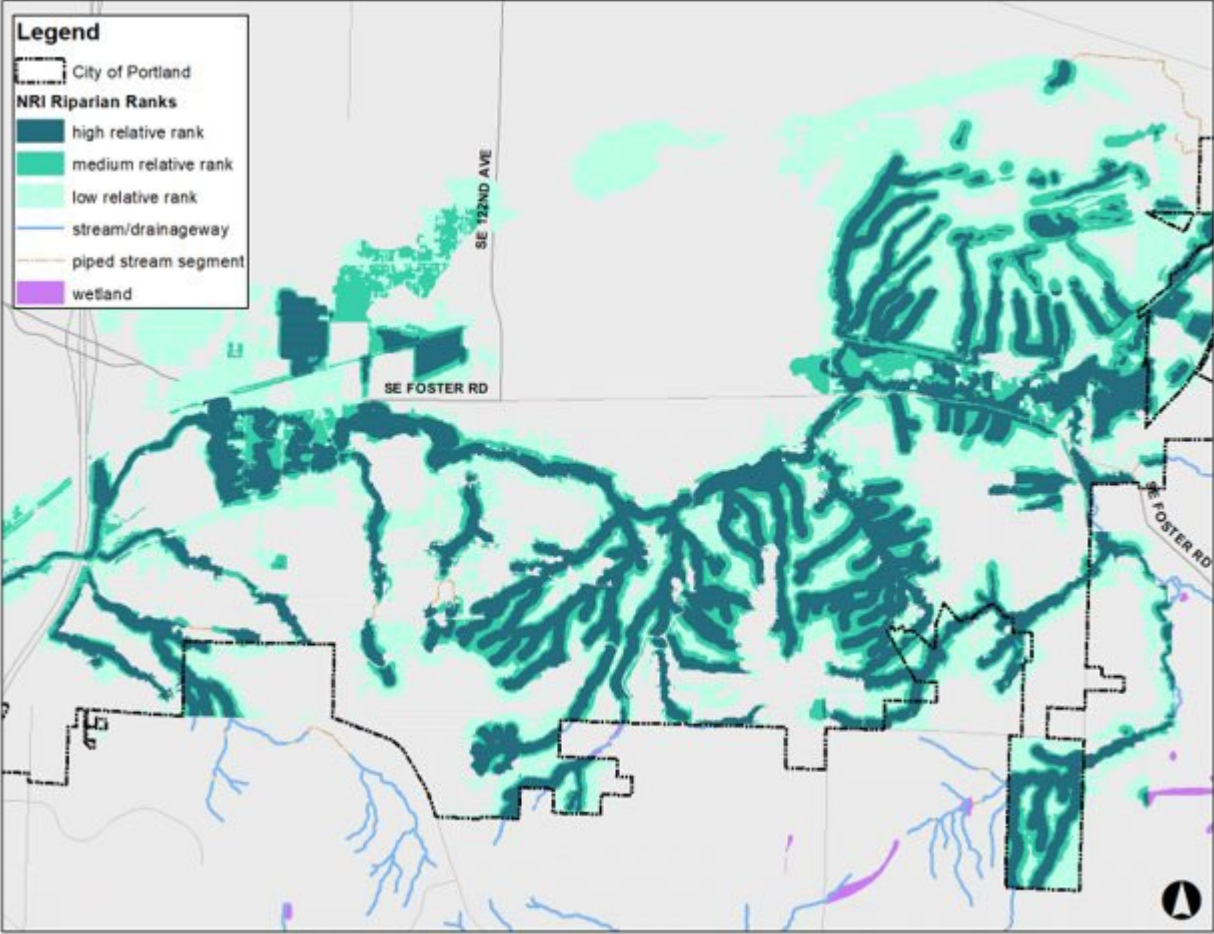 Legend
City of Portland
NRI Riparian Ranks
high relative rank
medium relative rank
low relative rank
stream/drainageway
piped stream segment
wetland
SE 122ND AVE
SE FOSTER RD
SE FOSTER RD